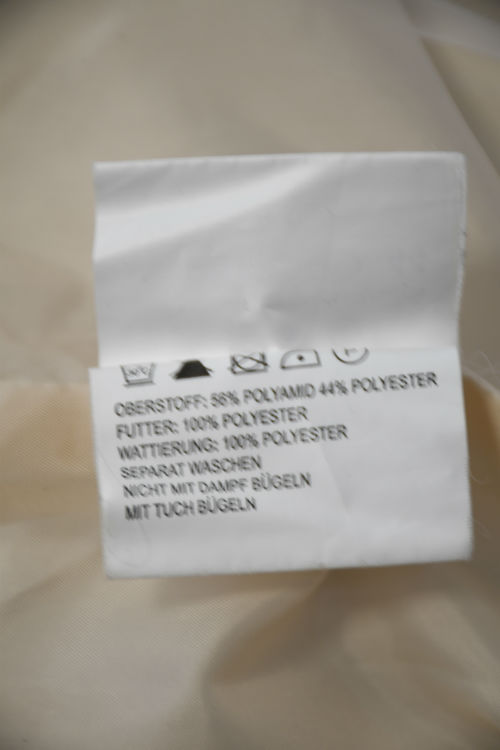 OBERSTOFF: 56% POLYAMID 44% POLYESTER
FUTTER: 100% POLYESTER
WATTIERUNG: 100% POLYESTER
SEPARAT WASCHEN
NICHT MIT DAMPF BÜGELN
MIT TUCH BÜGELN